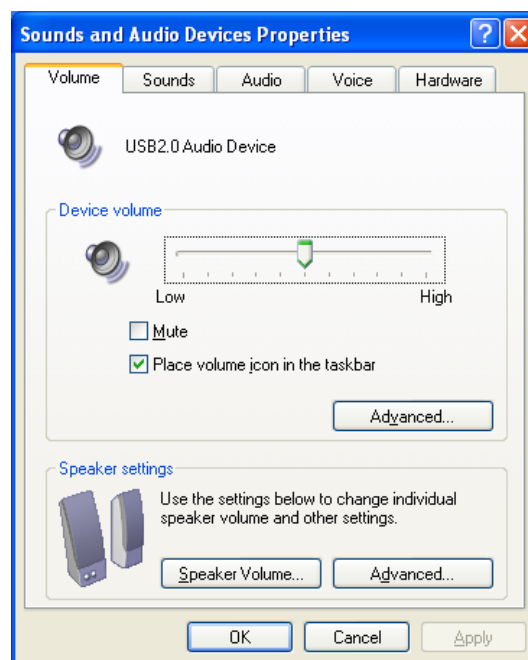 Sounds and Audio Devices Properties
Volume
Sounds
Audio
Voice
Hardware
USB2.0 Audio Device
Device volume
Low
High
Mute
Place volume icon in the taskbar
Advanced...
Speaker settings
Use the settings below to change individual
speaker volume and other settings.
Speaker Volume...
Advanced...
OK
Cancel
Apply